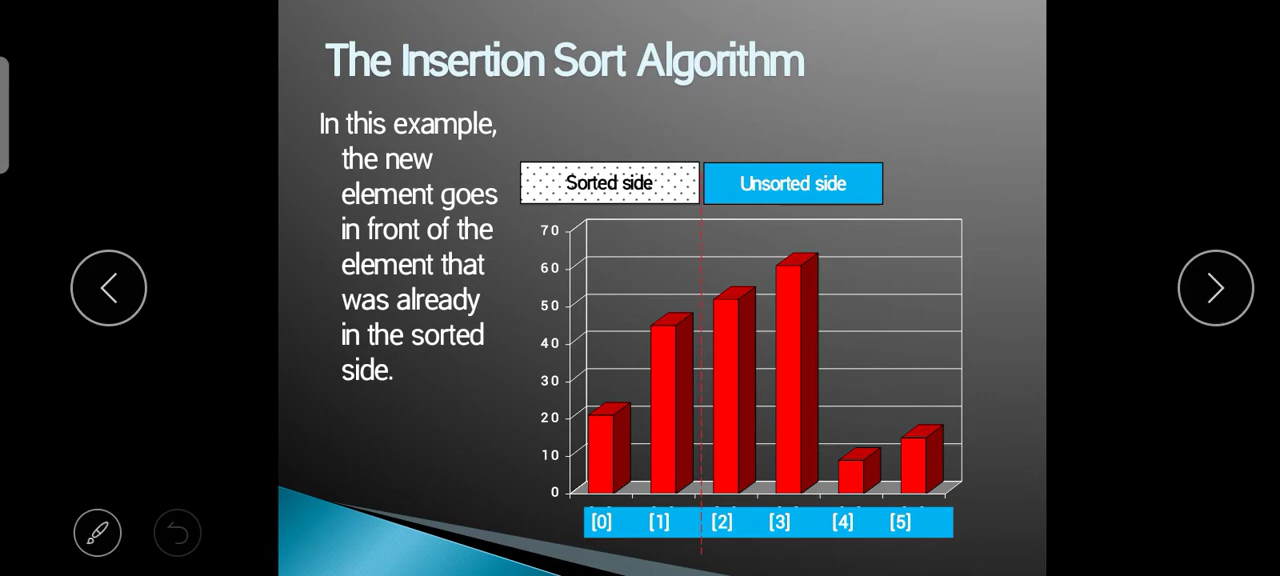 The Insertion Sort Algorithm
In this example,
the new
element goes
in front of the
element that
was already
in the sorted
side.
Sorted side
Unsorted side
70
60
50
40
30
20
10
0
[0] [1] [2] [3] [4] [5]